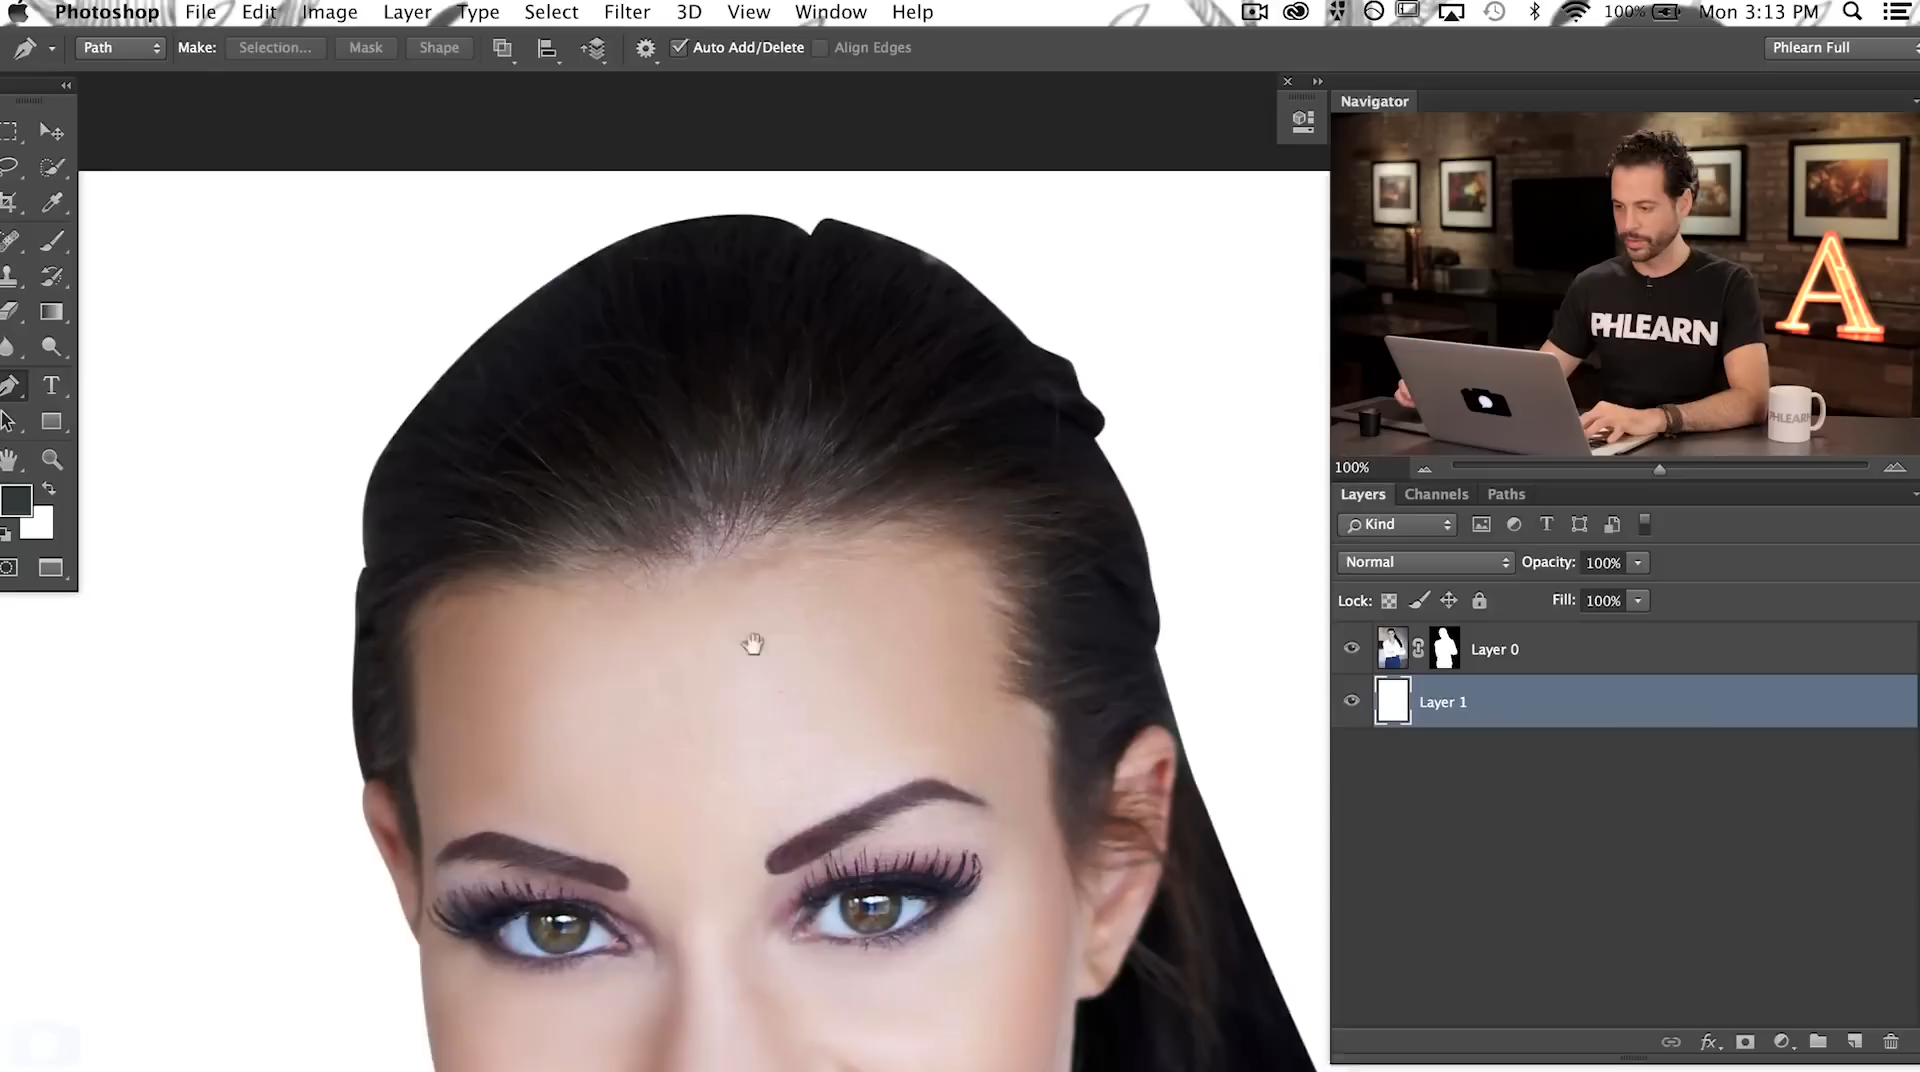 Photoshop File Edit Image Layer Type Select Filter 3D View Window Help 100% Mon 3:13 PM
Path Make: Selection... Mask Shape Auto Add/Delete Align Edges Phlearn Full
Navigator
A
PHLEARN
PHLEARN
100%
Layers Channels Paths
Kind
Normal Opacity: 100%
Lock: Fill: 100%
Layer 0
Layer 1